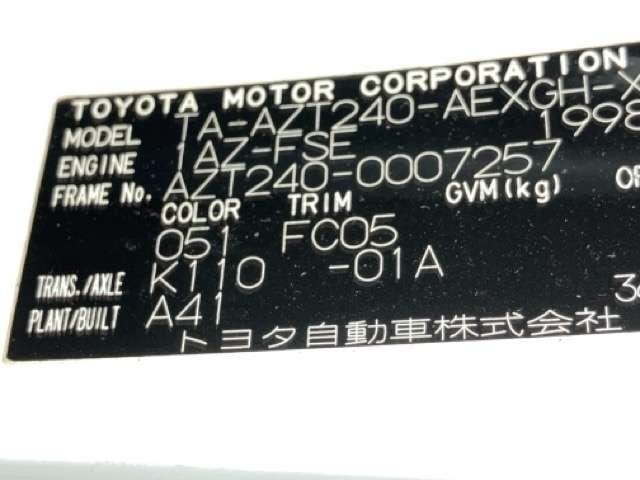 TOYOTA MOTOR CORPORATION
MODEL TA-AZT240-AEXGH-X
ENGINE 1AZ-FSE 1998
FRAME No. AZT240-0007257
COLOR TRIM GVM(kg)
051 FC05
TRANS./AXLE K110 -01A
PLANT/BUILT A41
トヨタ自動車株式会社